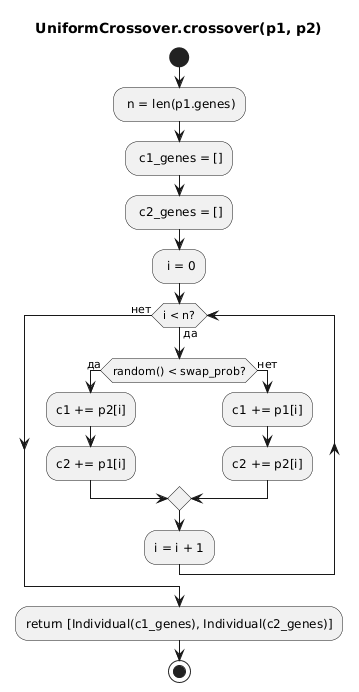 UniformCrossover.crossover(p1, p2)
n = len(p1.genes)
c1_genes = []
c2_genes = []
i = 0
нет
i < n?
да
да
random() < swap_prob?
нет
c1 += p2[i]
c1 += p1[i]
c2 += p1[i]
c2 += p2[i]
i = i + 1
return [Individual(c1_genes), Individual(c2_genes)]